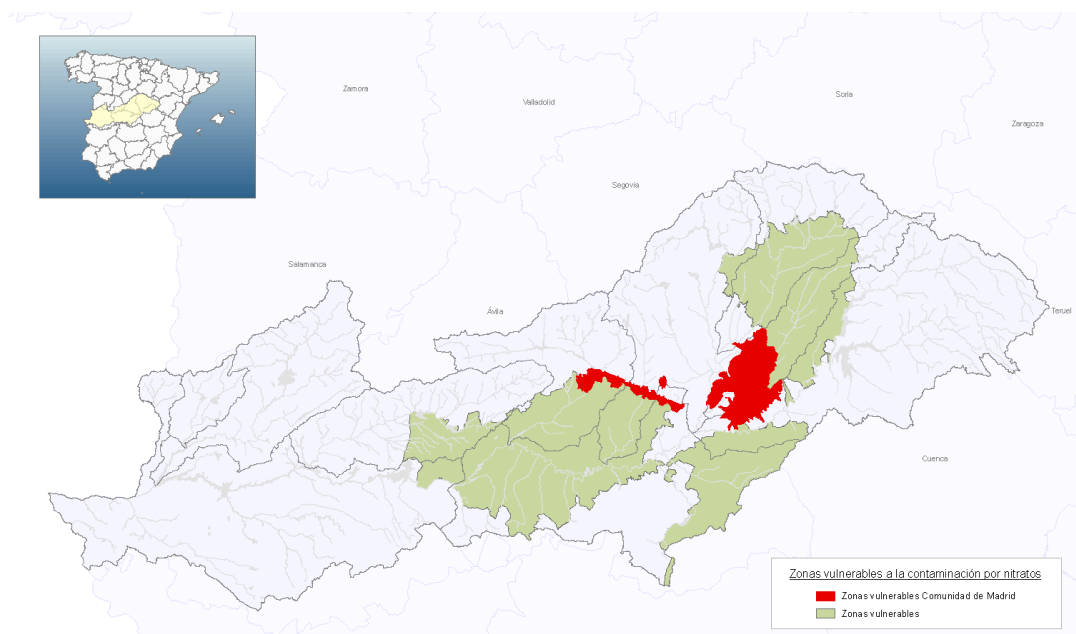 Zamora
Valladolid
Soria
Zaragoza
Segovia
Salamanca
Ávila
Teruel
Cuenca
Zonas vulnerables a la contaminación por nitratos
Zonas vulnerables Comunidad de Madrid
Zonas vulnerables